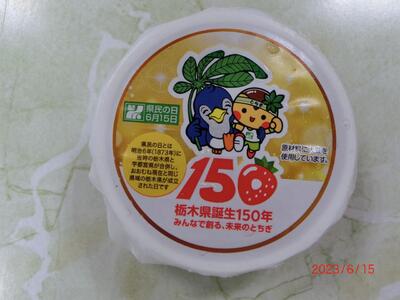 県民の日
6月15日
県民の日とは
明治6年(1873年)に
当時の栃木県と
宇都宮県が合併し、
おおむね現在と同じ
県域の栃木県が成立
された日です
原材料に
使用しています。
150
栃木県誕生150年
みんなで創る、未来のとちぎ
2023/6/15